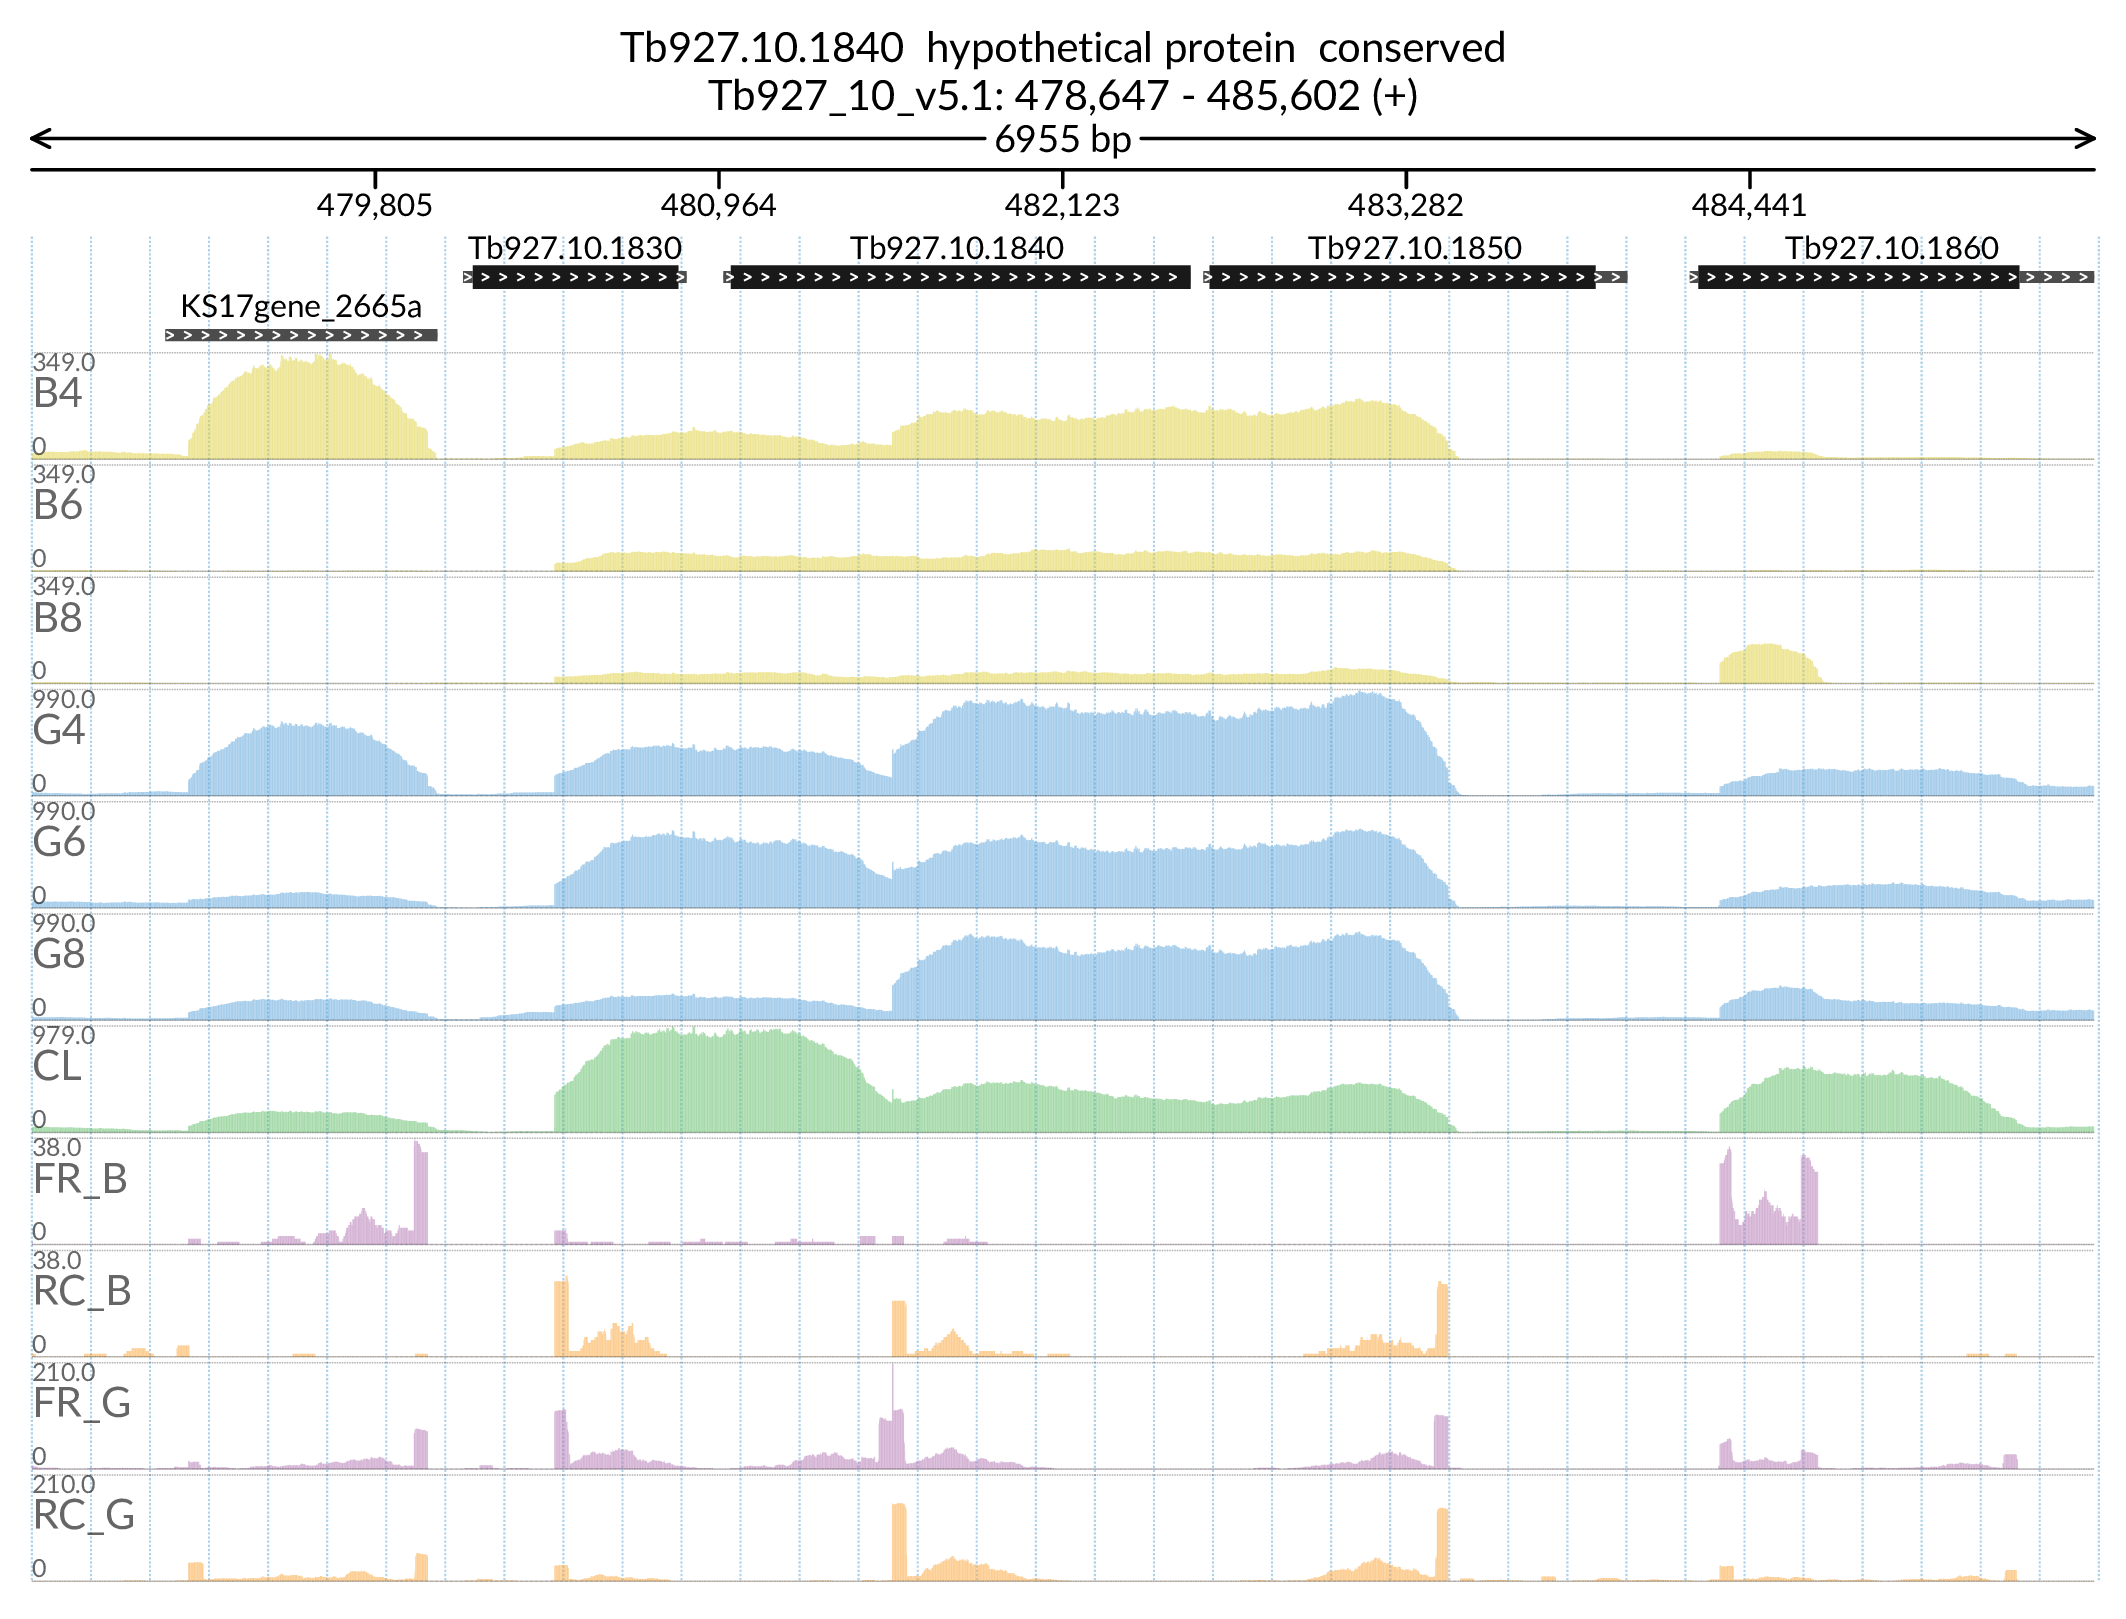 Tb927.10.1840 hypothetical protein conserved
Tb927_10_v5.1: 478,647 - 485,602 (+)
6955 bp
479,805 480,964 482,123 483,282 484,441
Tb927.10.1830 Tb927.10.1840 Tb927.10.1850 Tb927.10.1860
KS17gene_2665a
349.0
B4
0
349.0
B6
0
349.0
B8
0
990.0
G4
0
990.0
G6
0
990.0
G8
0
979.0
CL
0
38.0
FR_B
0
38.0
RC_B
0
210.0
FR_G
0
210.0
RC_G
0